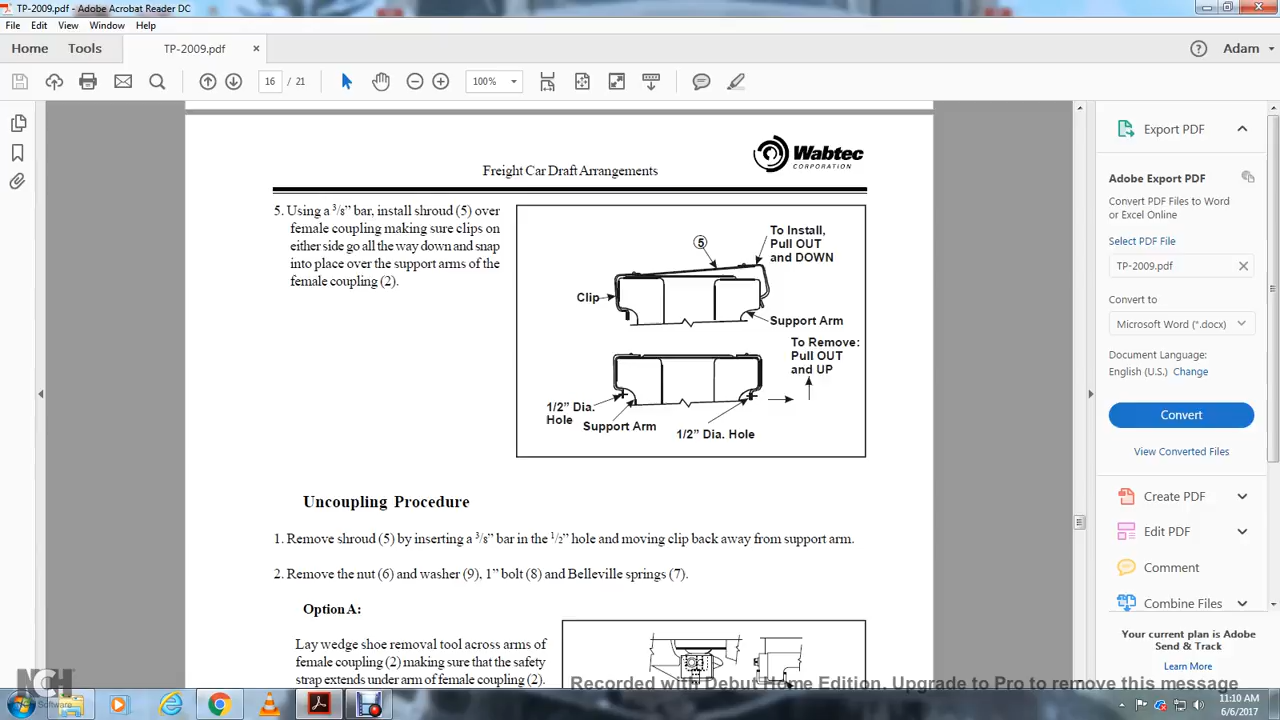 TP-2009.pdf - Adobe Acrobat Reader DC
File Edit View Window Help
Home Tools TP-2009.pdf × Adam
16 / 21 100%
Wabtec
CORPORATION
Freight Car Draft Arrangements
5. Using a 3/8” bar, install shroud (5) over
female coupling making sure clips on
either side go all the way down and snap
into place over the support arms of the
female coupling (2).
5
To Install,
Pull OUT
and DOWN
Clip
Support Arm
To Remove:
Pull OUT
and UP
1/2” Dia.
Hole
Support Arm
1/2” Dia. Hole
Uncoupling Procedure
1. Remove shroud (5) by inserting a 3/8” bar in the 1/2” hole and moving clip back away from support arm.
2. Remove the nut (6) and washer (9), 1” bolt (8) and Belleville springs (7).
Option A:
Lay wedge shoe removal tool across arms of
female coupling (2) making sure that the safety
strap extends under arm of female coupling (2).
Export PDF
Adobe Export PDF
Convert PDF Files to Word
or Excel Online
Select PDF File
TP-2009.pdf ×
Convert to
Microsoft Word (*.docx)
Document Language:
English (U.S.) Change
Convert
View Converted Files
Create PDF
Edit PDF
Comment
Combine Files
Your current plan is Adobe
Send & Track
Learn More
NCH
Software
Recorded with Debut Home Edition. Upgrade to Pro to remove this message
11:10 AM
6/6/2017